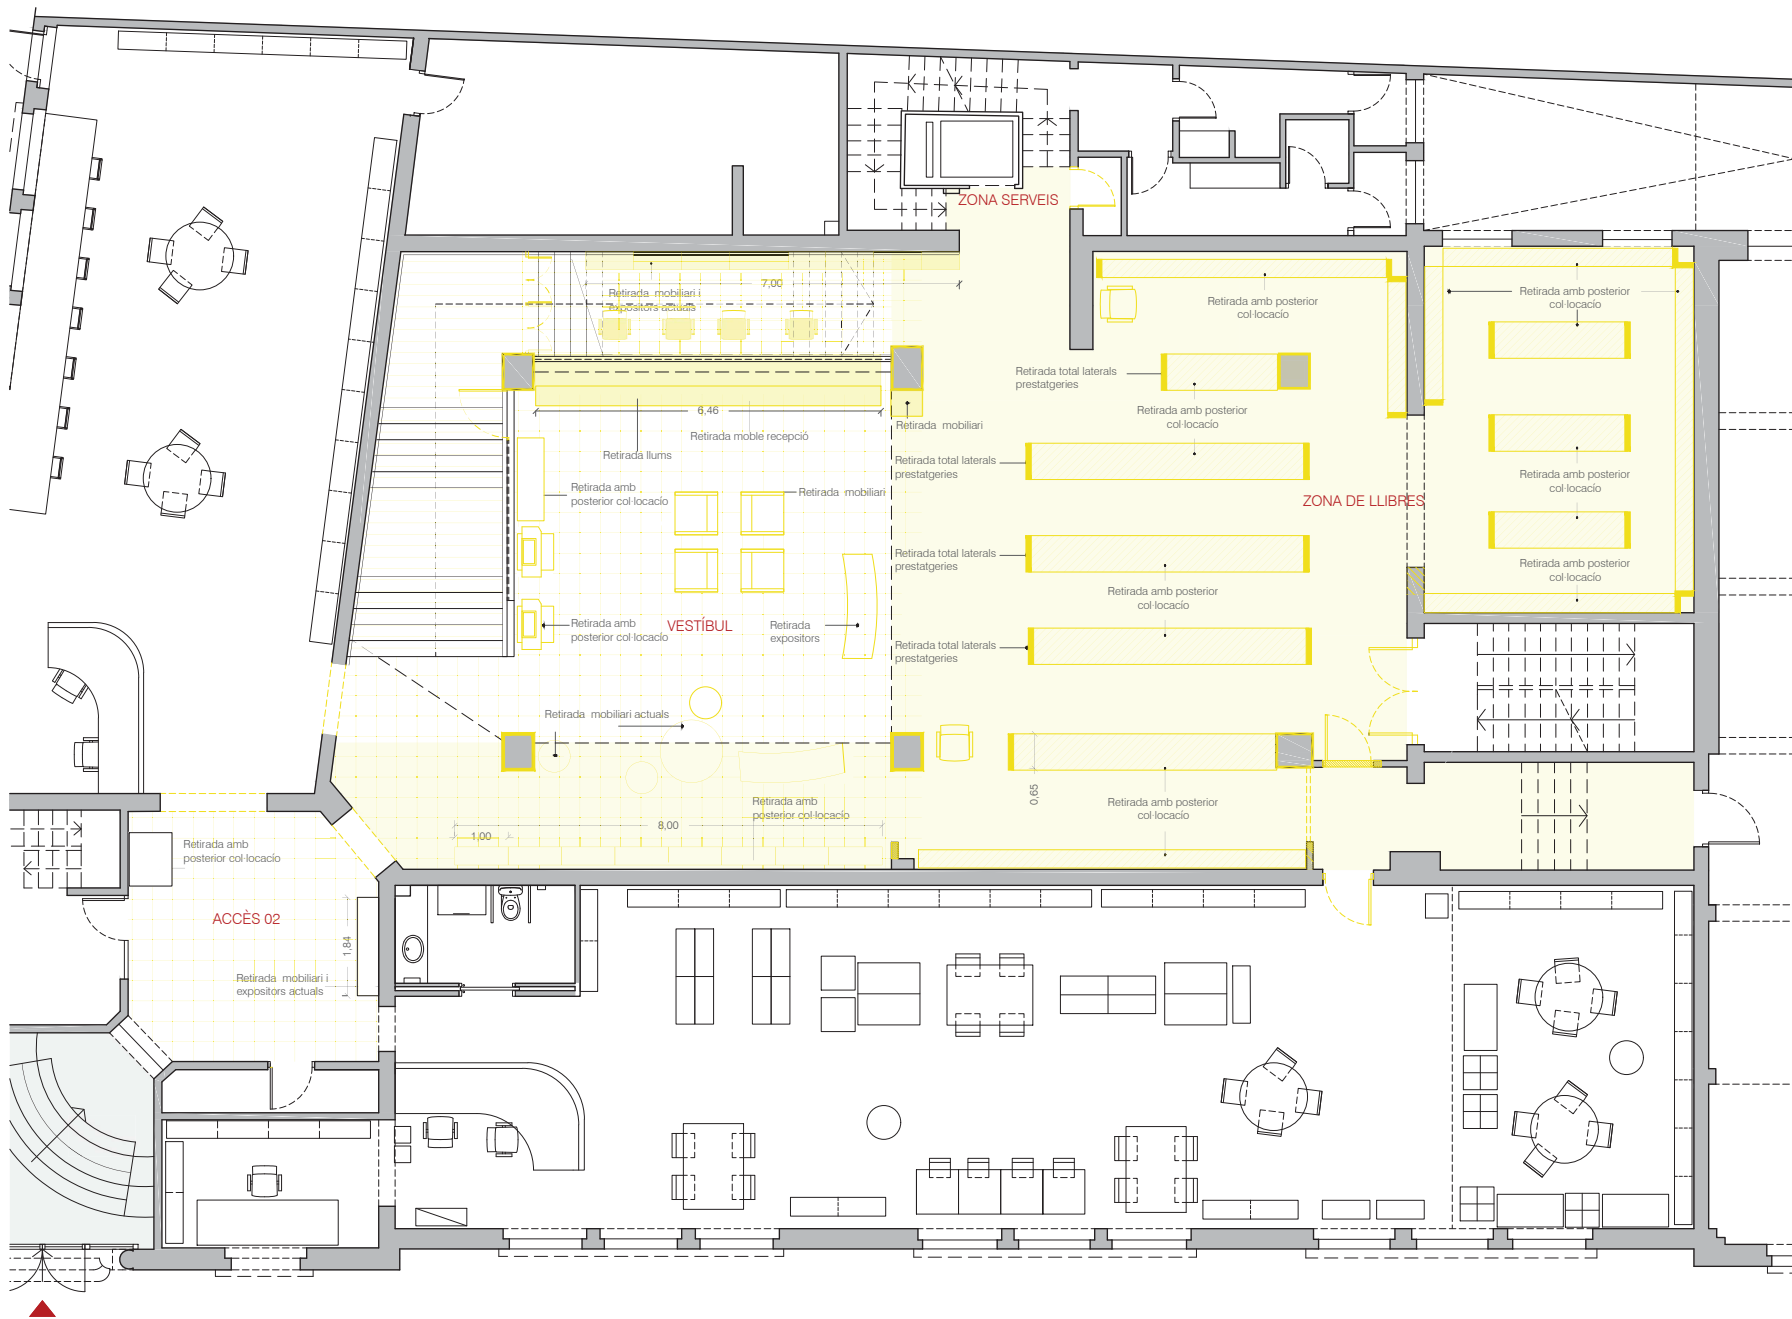 ZONA SERVEIS
7,00
Retirada mobiliari i
expositors actuals
Retirada amb posterior
col·locació
Retirada amb posterior
col·locació
Retirada total laterals
prestatgeries
6,46
Retirada amb posterior
col·locació
Retirada mobiliari
Retirada moble recepció
Retirada llums
Retirada total laterals
prestatgeries
Retirada amb posterior
col·locació
Retirada amb
posterior col·locació
Retirada mobiliari
ZONA DE LLIBRES
Retirada total laterals
prestatgeries
Retirada amb posterior
col·locació
Retirada amb posterior
col·locació
Retirada amb
posterior col·locació
VESTÍBUL
Retirada
expositors
Retirada total laterals
prestatgeries
Retirada mobiliari actuals
0,65
Retirada amb
posterior col·locació
Retirada amb posterior
col·locació
8,00
1,00
Retirada amb
posterior col·locació
ACCÈS 02
1,84
Retirada mobiliari i
expositors actuals